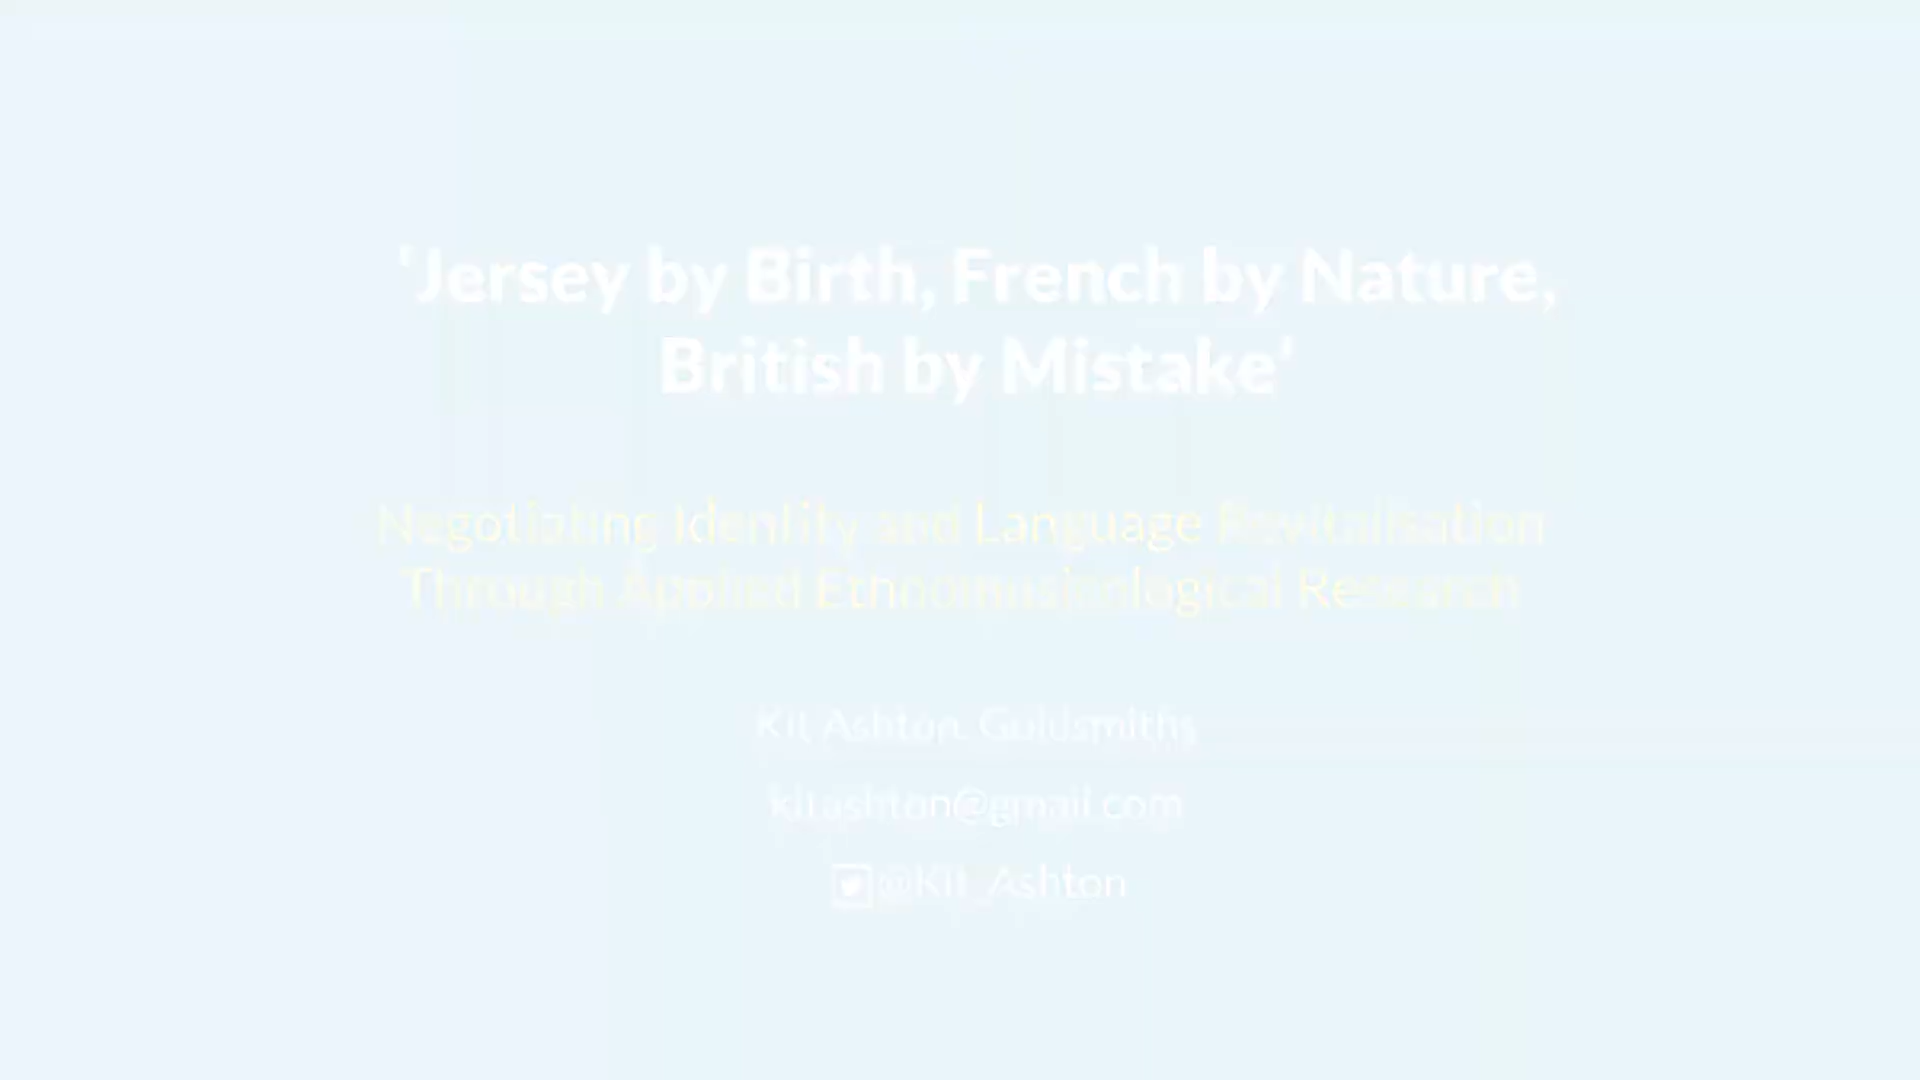 'Jersey by Birth, French by Nature,
British by Mistake'
Negotiating Identity and Language Revitalisation
Through Applied Ethnomusicological Research
Kit Ashton, Goldsmiths
kitashton@gmail.com
@Kit_Ashton